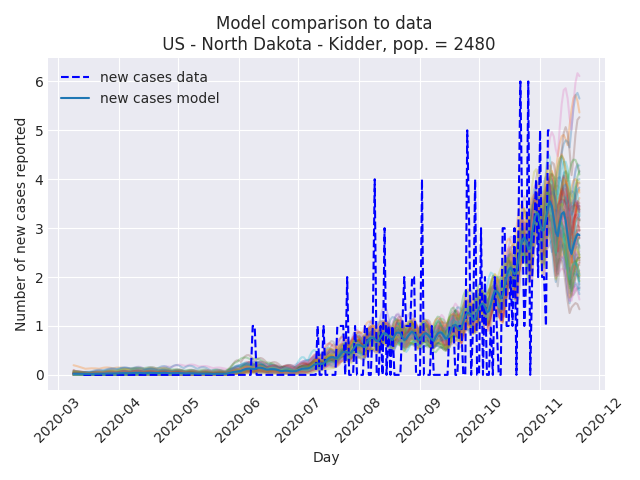 Model comparison to data
US - North Dakota - Kidder, pop. = 2480
new cases data
new cases model
Number of new cases reported
6
5
4
3
2
1
0
2020-03
2020-04
2020-05
2020-06
2020-07
2020-08
2020-09
2020-10
2020-11
2020-12
Day